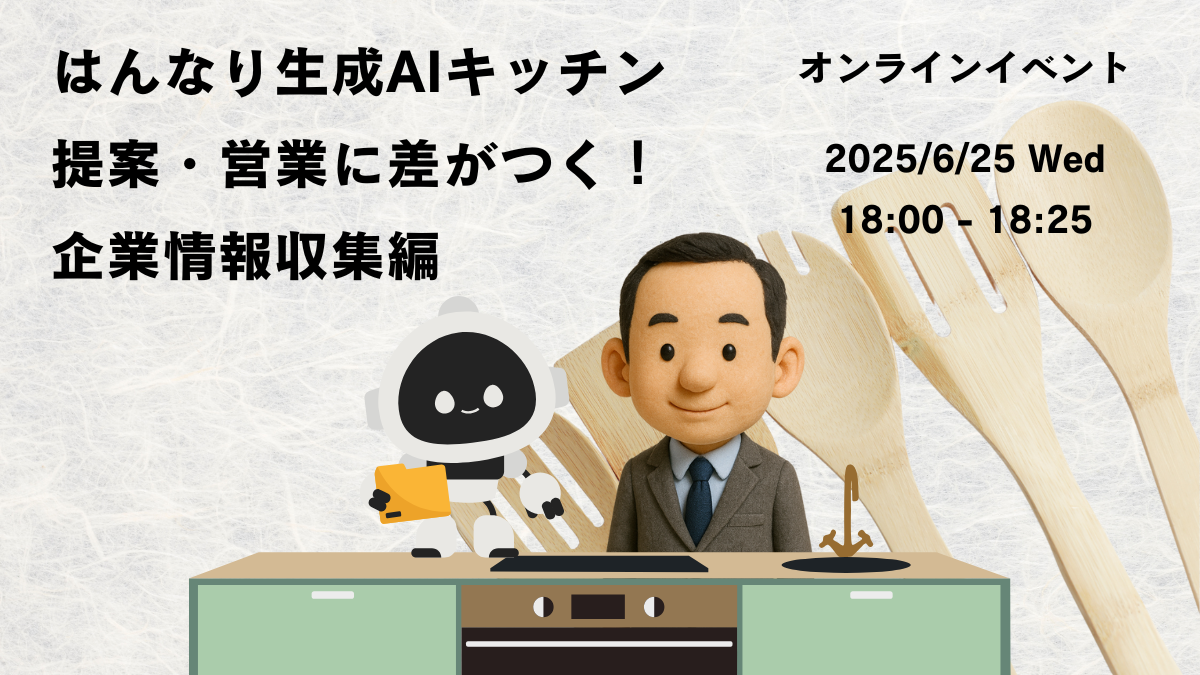 はんなり生成AIキッチン
提案・営業に差がつく！
企業情報収集編
オンラインイベント
2025/6/25 Wed
18:00 - 18:25